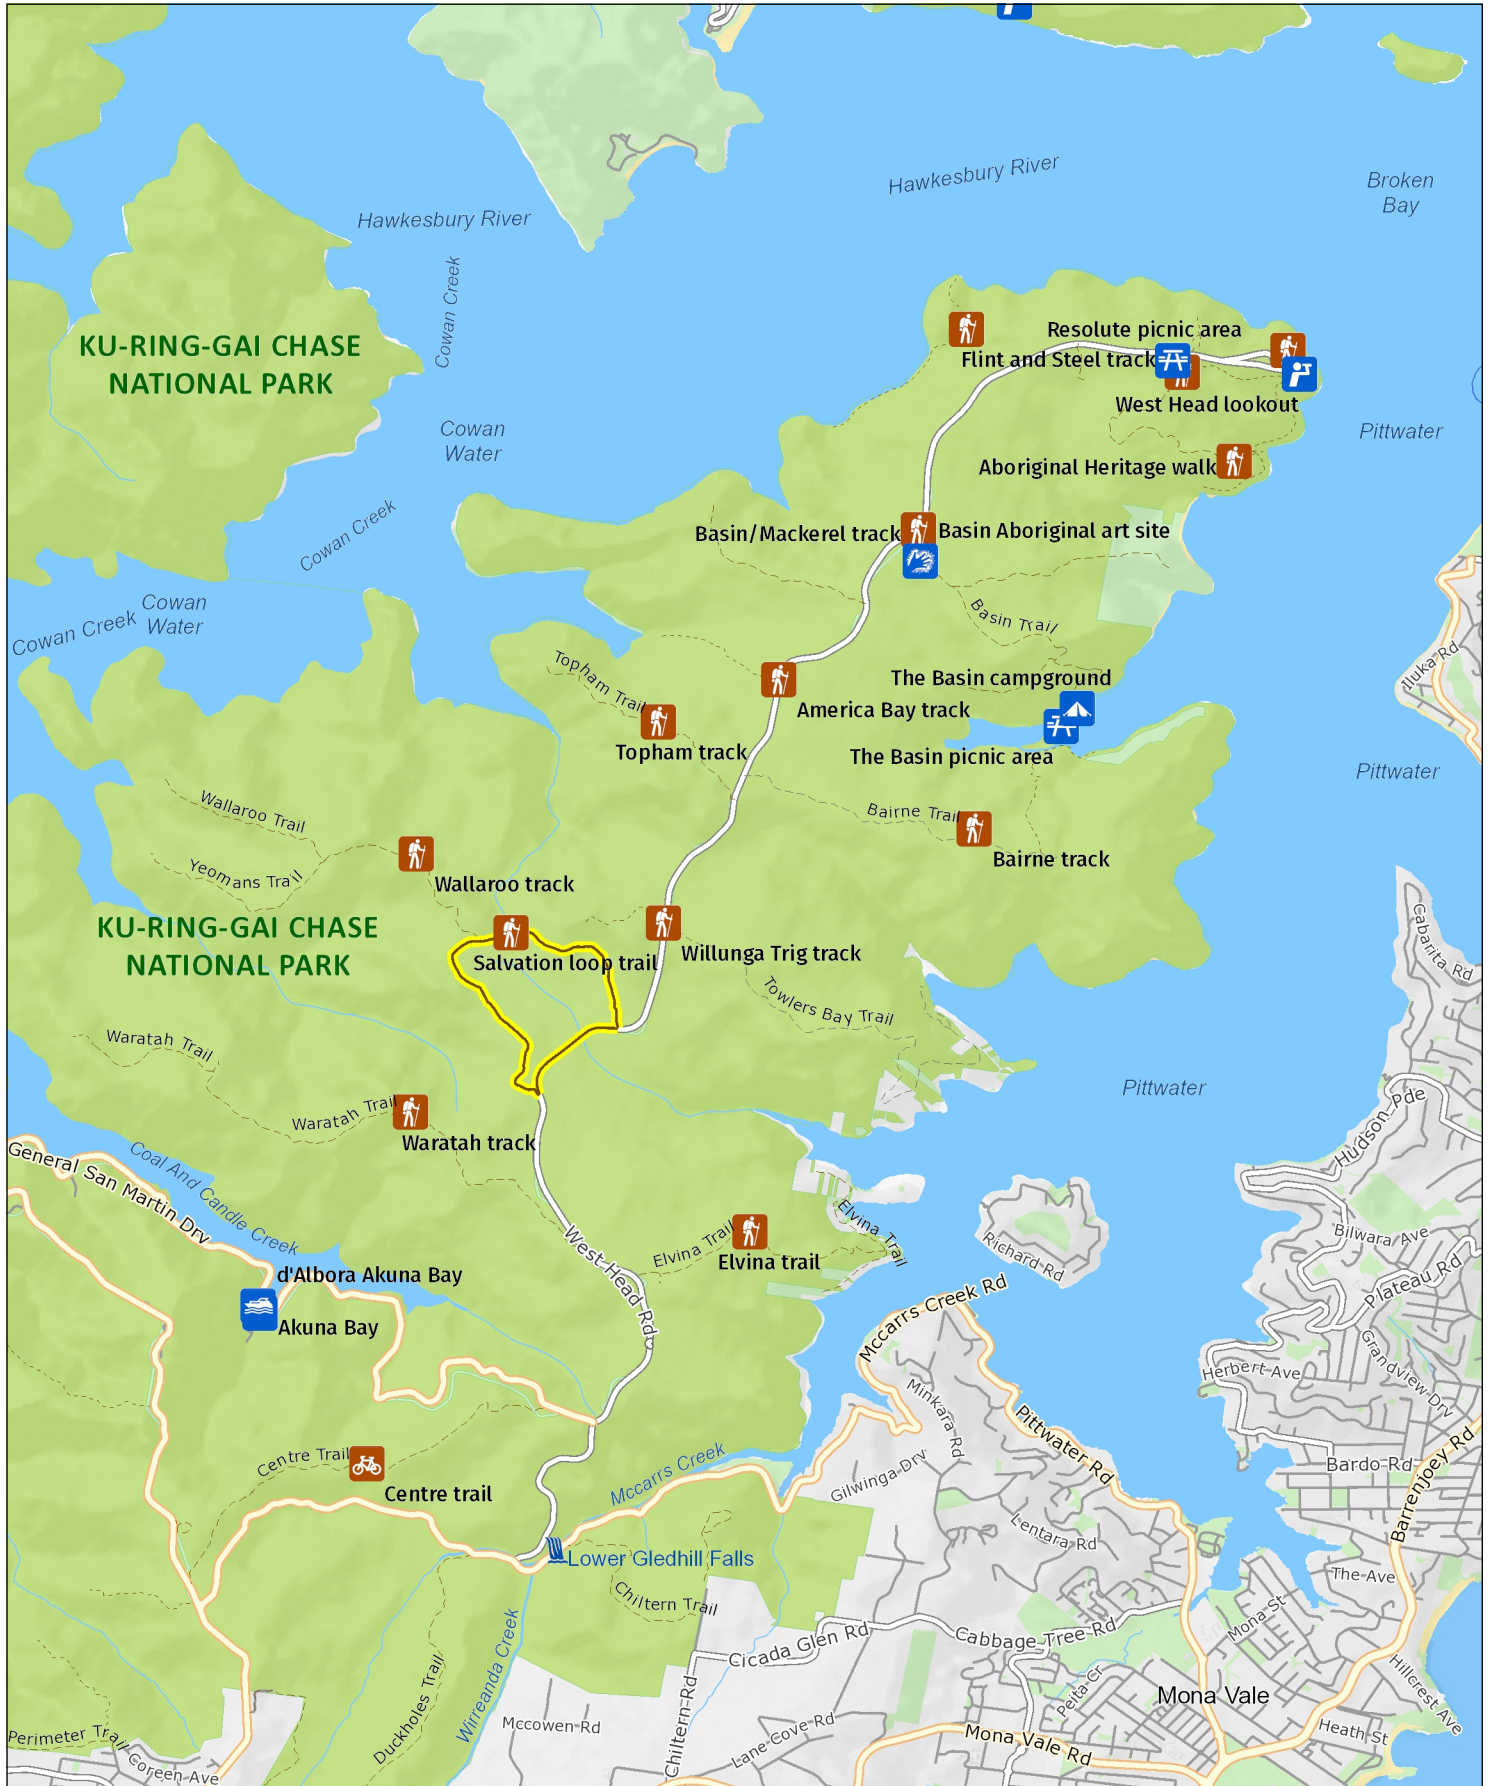 Hawkesbury River
Broken
Bay
Hawkesbury River
Cowan Creek
KU-RING-GAI CHASE
NATIONAL PARK
Resolute picnic area
Flint and Steel track
West Head lookout
Cowan
Water
Pittwater
Aboriginal Heritage walk
Cowan Creek
Basin/Mackerel track
Basin Aboriginal art site
Cowan
Water
Cowan Creek
Basin Trail
Iluka Rd
Topham Trail
The Basin campground
America Bay track
Topham track
The Basin picnic area
Pittwater
Wallaroo Trail
Bairne Trail
Bairne track
Yeomans Trail
Wallaroo track
KU-RING-GAI CHASE
NATIONAL PARK
Salvation loop trail
Willunga Trig track
Cabarita Rd
Towlers Bay Trail
Waratah Trail
Pittwater
Waratah Trail
Waratah track
Hudson Pde
General San Martin Drv
Coal And Candle Creek
Elvina Trail
Elvina Trail
Elvina trail
West Head Rd
Richard Rd
Bilwara Ave
Plateau Rd
d'Albora Akuna Bay
Akuna Bay
Mccarrs Creek Rd
Grandview Drv
Herbert Ave
Minkara Rd
Pittwater Rd
Centre Trail
Centre trail
Mccarrs Creek
Gilwinga Drv
Bardo Rd
Barrenjoey Rd
Lentara Rd
Lower Gledhill Falls
The Ave
Chiltern Trail
Mona St
Cicada Glen Rd
Cabbage Tree Rd
Wirreanda Creek
Duckholes Trail
Peita Cr
Mona Vale
Hillcrest Ave
Chiltern Rd
Mccowen Rd
Lane Cove Rd
Mona Vale Rd
Heath St
Perimeter Trail
Coreen Ave